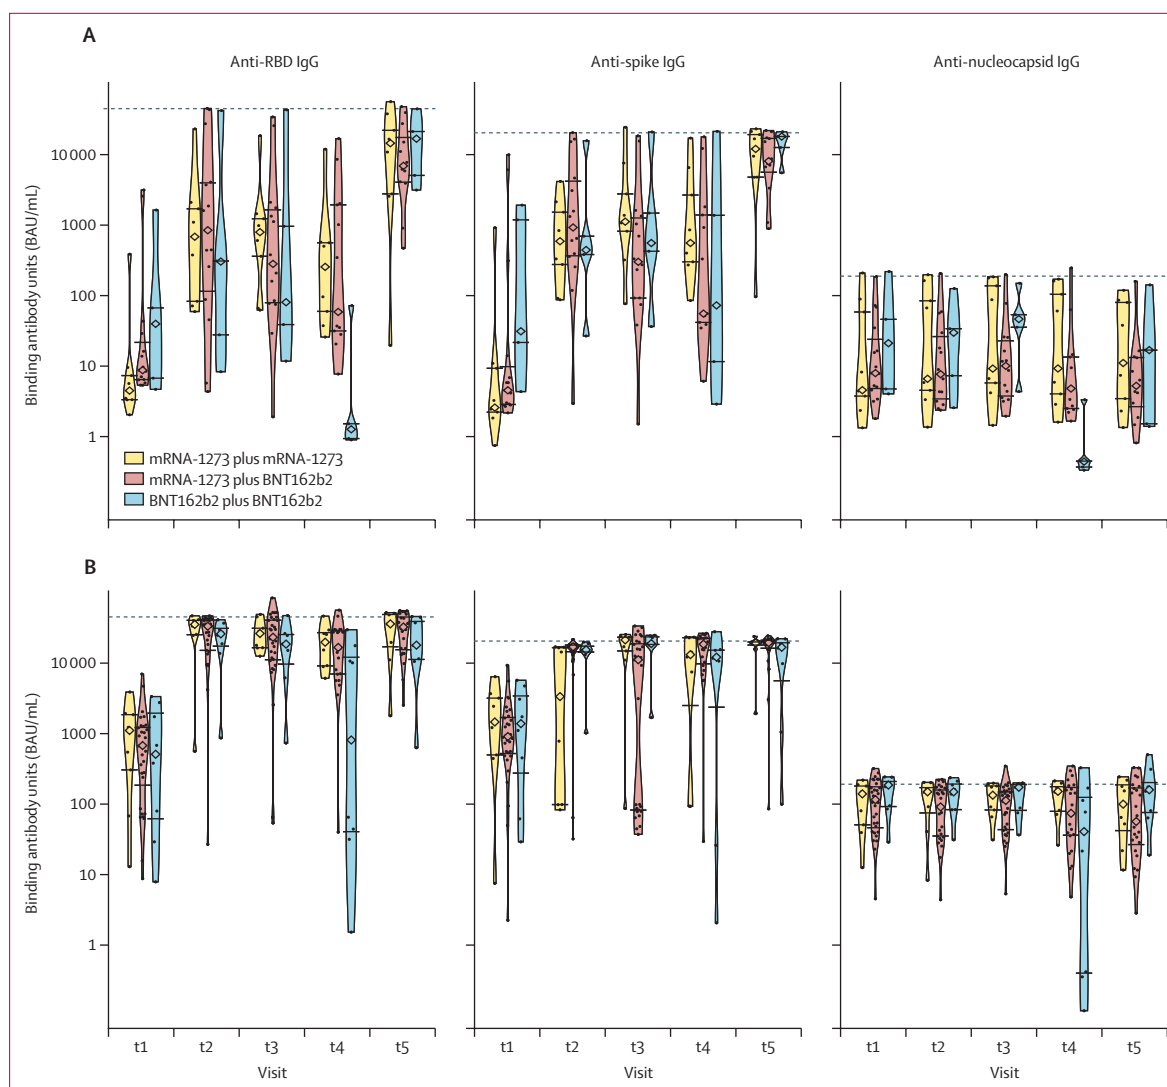 A
Anti-RBD IgG
Anti-spike IgG
Anti-nucleocapsid IgG
Binding antibody units (BAU/mL)
10 000
1000
100
10
1
mRNA-1273 plus mRNA-1273
mRNA-1273 plus BNT162b2
BNT162b2 plus BNT162b2
B
Binding antibody units (BAU/mL)
10 000
1000
100
10
1
t1 t2 t3 t4 t5
t1 t2 t3 t4 t5
t1 t2 t3 t4 t5
Visit
Visit
Visit